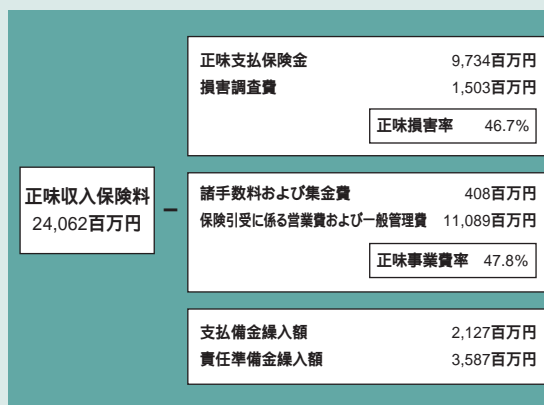 正味支払保険金 9,734百万円
損害調査費 1,503百万円
正味損害率 46.7%
正味収入保険料
24,062百万円
−
諸手数料および集金費 408百万円
保険引受に係る営業費および一般管理費 11,089百万円
正味事業費率 47.8%
支払備金繰入額 2,127百万円
責任準備金繰入額 3,587百万円